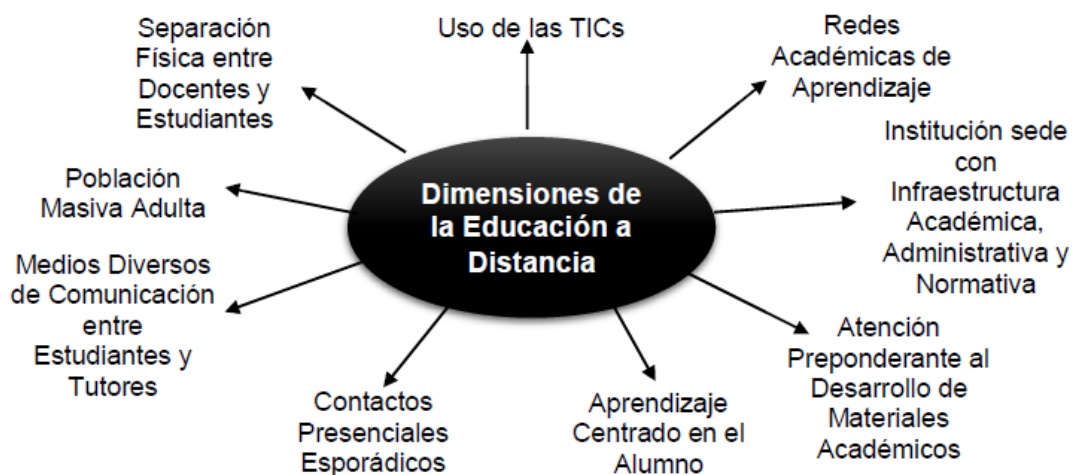 Uso de las TICs
Redes
Académicas de
Aprendizaje
Institución sede
con
Infraestructura
Académica,
Administrativa y
Normativa
Atención
Preponderante al
Desarrollo de
Materiales
Académicos
Aprendizaje
Centrado en el
Alumno
Contactos
Presenciales
Esporádicos
Medios Diversos
de Comunicación
entre
Estudiantes y
Tutores
Población
Masiva Adulta
Separación
Física entre
Docentes y
Estudiantes
Dimensiones de
la Educación a
Distancia